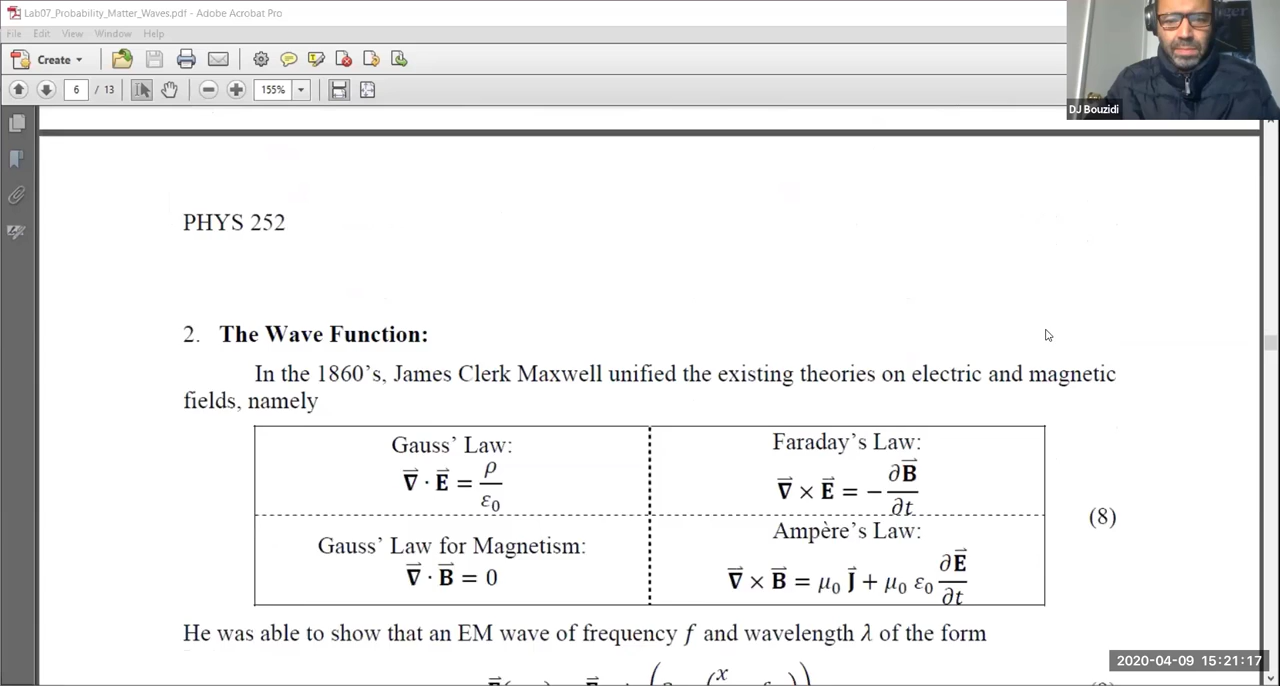 Lab07_Probability_Matter_Waves.pdf - Adobe Acrobat Pro
File Edit View Window Help
Create
6 / 13 155%
DJ Bouzidi
PHYS 252
2. The Wave Function:
In the 1860's, James Clerk Maxwell unified the existing theories on electric and magnetic
fields, namely
Gauss' Law:
∇⃗ · E⃗ = ρ/ε₀
Faraday's Law:
∇⃗ × E⃗ = − ∂B⃗/∂t
(8)
Gauss' Law for Magnetism:
∇⃗ · B⃗ = 0
Ampère's Law:
∇⃗ × B⃗ = μ₀ J⃗ + μ₀ ε₀ ∂E⃗/∂t
He was able to show that an EM wave of frequency f and wavelength λ of the form
2020-04-09 15:21:17